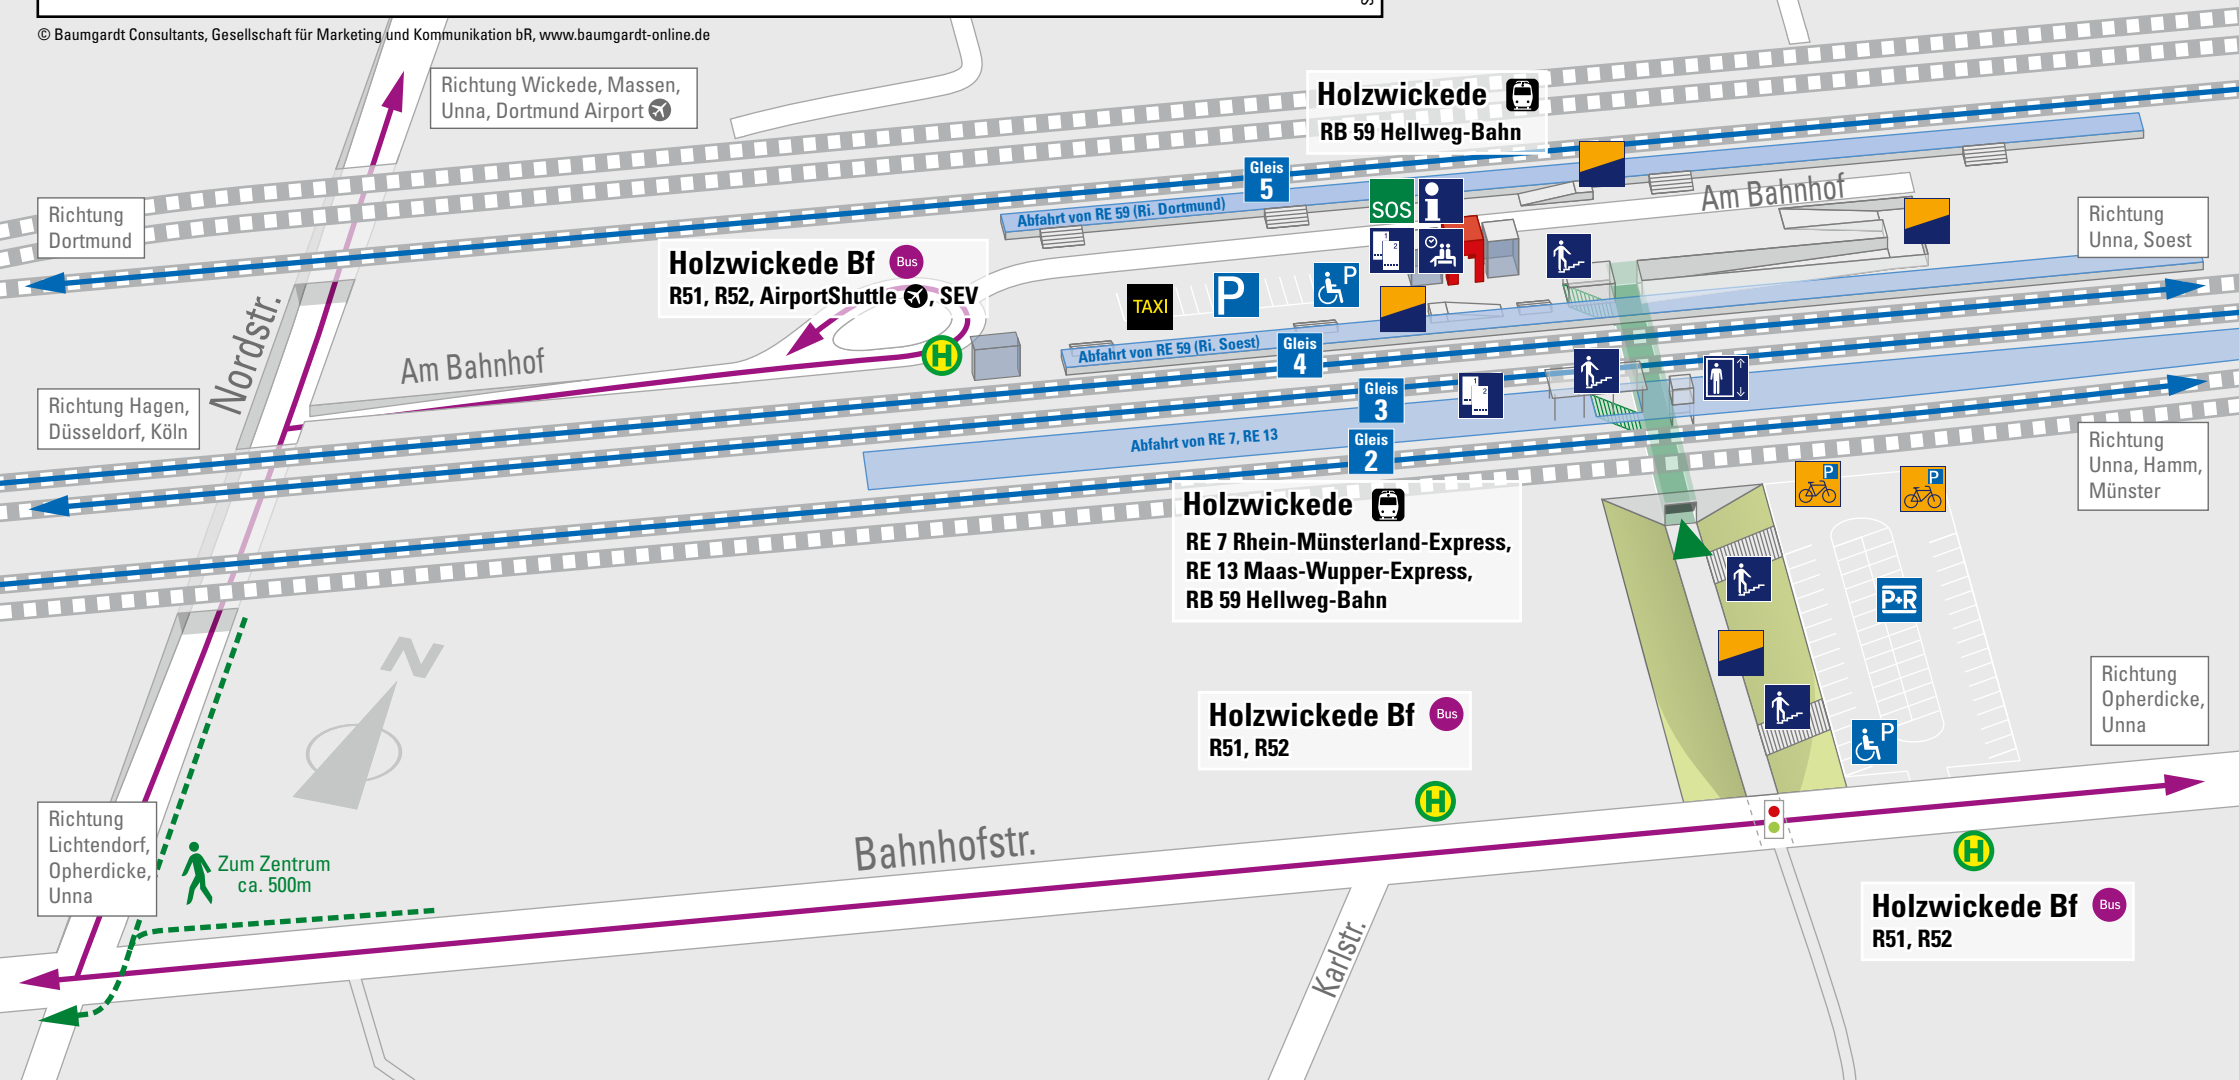 © Baumgardt Consultants, Gesellschaft für Marketing und Kommunikation bR, www.baumgardt-online.de
Richtung Wickede, Massen,
Unna, Dortmund Airport
Holzwickede
RB 59 Hellweg-Bahn
Gleis
5
Abfahrt von RE 59 (Ri. Dortmund)
SOS
i
Am Bahnhof
Richtung
Dortmund
Richtung
Unna, Soest
Holzwickede Bf Bus
R51, R52, AirportShuttle , SEV
TAXI
P
P
1
2
Nordstr.
Am Bahnhof
H
Abfahrt von RE 59 (Ri. Soest)
Gleis
4
Gleis
3
1
2
Richtung Hagen,
Düsseldorf, Köln
Abfahrt von RE 7, RE 13
Gleis
2
Richtung
Unna, Hamm,
Münster
P
P
Holzwickede
RE 7 Rhein-Münsterland-Express,
RE 13 Maas-Wupper-Express,
RB 59 Hellweg-Bahn
P+R
N
Richtung
Opherdicke,
Unna
Holzwickede Bf Bus
R51, R52
P
H
Richtung
Lichtendorf,
Opherdicke,
Unna
Zum Zentrum
ca. 500m
Bahnhofstr.
H
Holzwickede Bf Bus
R51, R52
Karlstr.